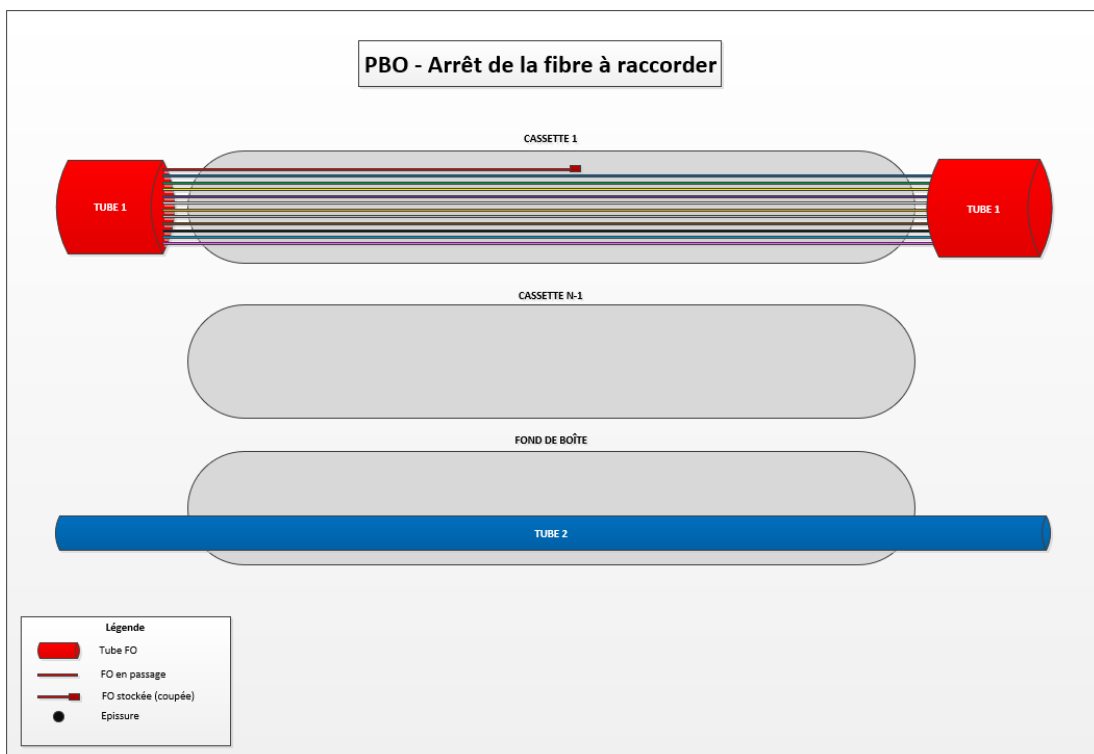 PBO - Arrêt de la fibre à raccorder
CASSETTE 1
TUBE 1
TUBE 1
CASSETTE N-1
FOND DE BOÎTE
TUBE 2
Légende
Tube FO
FO en passage
FO stockée (coupée)
Epissure